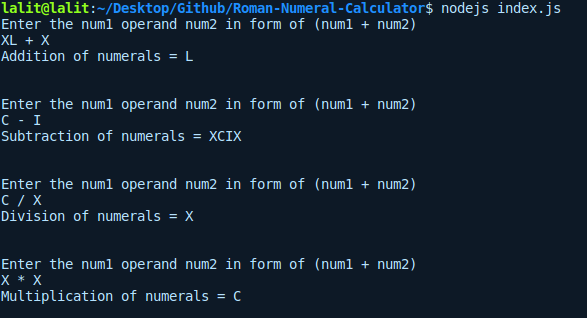 lalit@lalit:~/Desktop/Github/Roman-Numeral-Calculator$ nodejs index.js
Enter the num1 operand num2 in form of (num1 + num2)
XL + X
Addition of numerals = L
Enter the num1 operand num2 in form of (num1 + num2)
C - I
Subtraction of numerals = XCIX
Enter the num1 operand num2 in form of (num1 + num2)
C / X
Division of numerals = X
Enter the num1 operand num2 in form of (num1 + num2)
X * X
Multiplication of numerals = C